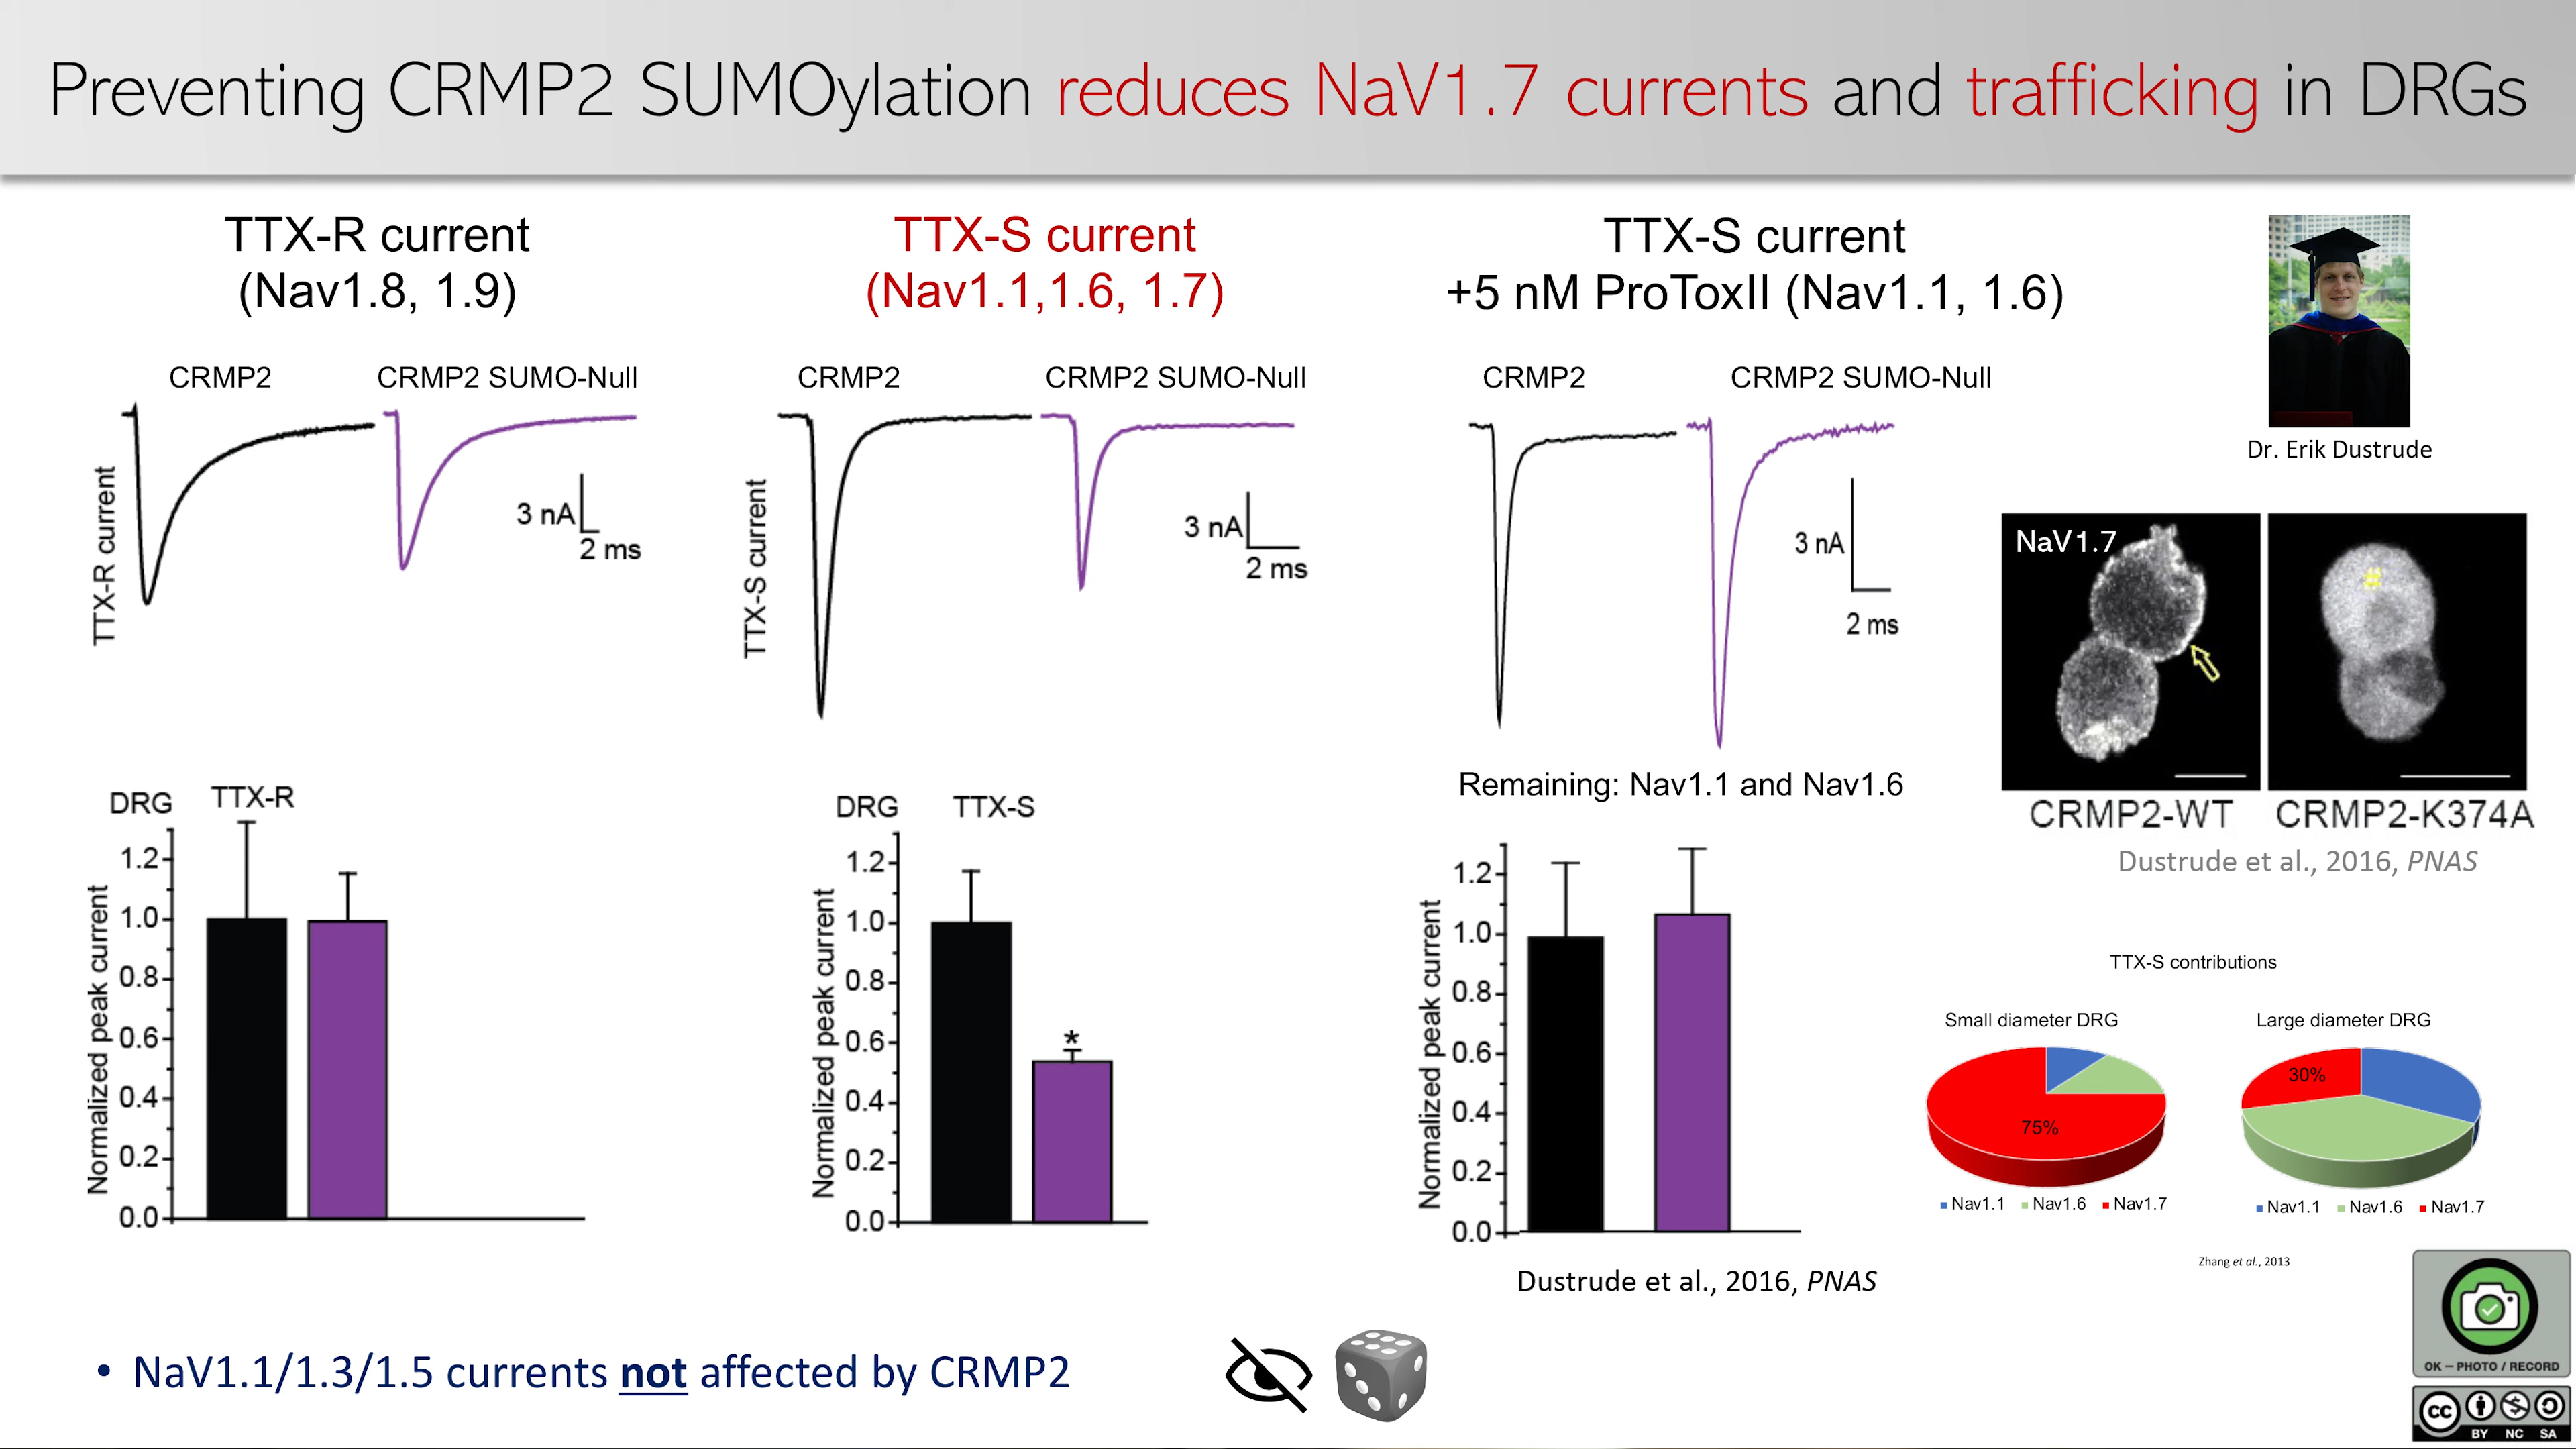 Preventing CRMP2 SUMOylation reduces NaV1.7 currents and trafficking in DRGs
TTX-R current
(Nav1.8, 1.9)
CRMP2 CRMP2 SUMO-Null
TTX-R current
3 nA
2 ms
DRG TTX-R
Normalized peak current
1.2
1.0
0.8
0.6
0.4
0.2
0.0
TTX-S current
(Nav1.1,1.6, 1.7)
CRMP2 CRMP2 SUMO-Null
TTX-S current
3 nA
2 ms
DRG TTX-S
Normalized peak current
1.2
1.0
0.8
0.6
0.4
0.2
0.0
*
TTX-S current
+5 nM ProToxII (Nav1.1, 1.6)
CRMP2 CRMP2 SUMO-Null
3 nA
2 ms
Remaining: Nav1.1 and Nav1.6
Normalized peak current
1.2
1.0
0.8
0.6
0.4
0.2
0.0
Dustrude et al., 2016, PNAS
Dr. Erik Dustrude
NaV1.7
#
CRMP2-WT CRMP2-K374A
Dustrude et al., 2016, PNAS
TTX-S contributions
Small diameter DRG
75%
Nav1.1 Nav1.6 Nav1.7
Large diameter DRG
30%
Nav1.1 Nav1.6 Nav1.7
Zhang et al., 2013
• NaV1.1/1.3/1.5 currents not affected by CRMP2
OK – PHOTO / RECORD
cc
BY NC SA